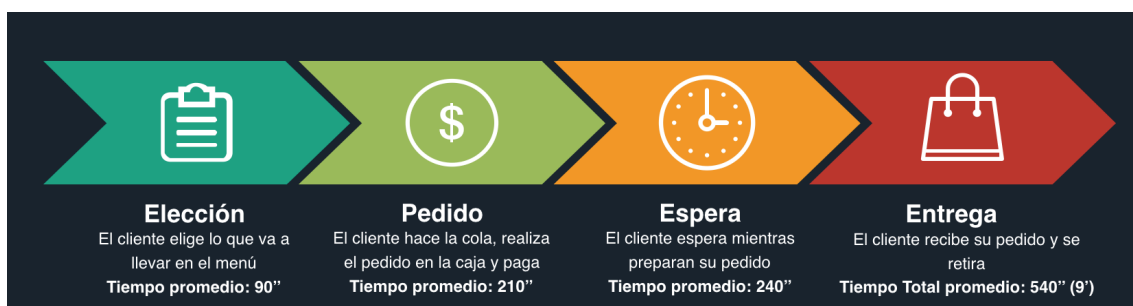 $
Elección
El cliente elige lo que va a
llevar en el menú
Tiempo promedio: 90”
Pedido
El cliente hace la cola, realiza
el pedido en la caja y paga
Tiempo promedio: 210”
Espera
El cliente espera mientras
preparan su pedido
Tiempo promedio: 240”
Entrega
El cliente recibe su pedido y se
retira
Tiempo Total promedio: 540” (9’)